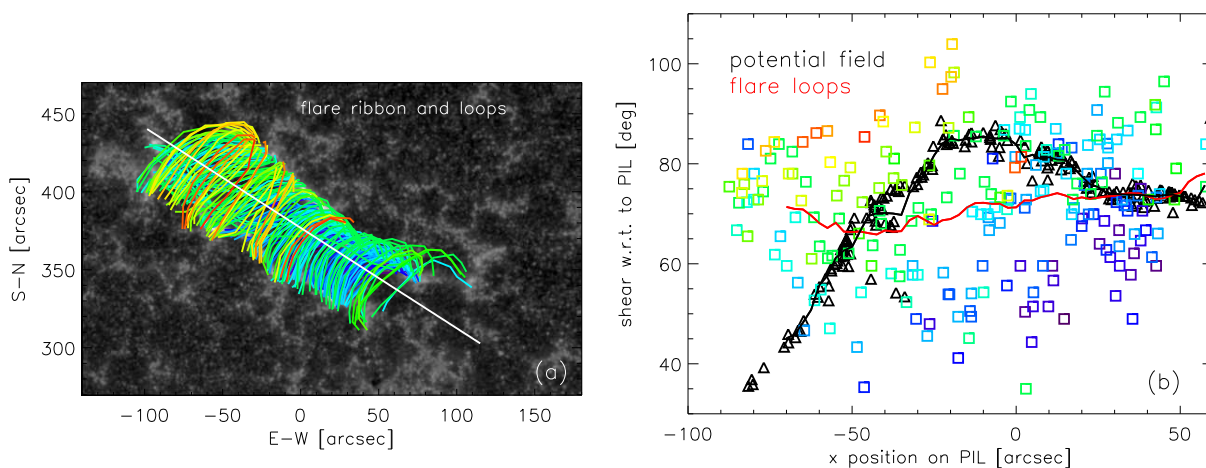 flare ribbon and loops
S-N [arcsec]
450
400
350
300
-100
-50
0
50
100
150
E-W [arcsec]
(a)
potential field
flare loops
shear w.r.t. to PIL [deg]
100
80
60
40
-100
-50
0
50
x position on PIL [arcsec]
(b)